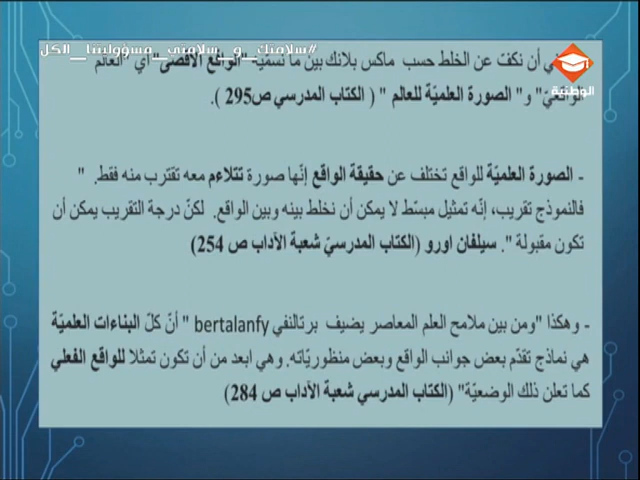 #سلامتك_و_سلامتي_مسؤوليتنا_الكل
الوطنية
أن نكفّ عن الخلط حسب ماكس بلانك بين ما نسميه "الواقع الأقصى" أي "العالم
الواقعي" و" الصورة العلميّة للعالم " ( الكتاب المدرسي ص295 ).
- الصورة العلميّة للواقع تختلف عن حقيقة الواقع إنّها صورة تتلاءم معه تقترب منه فقط. "
فالنموذج تقريب، إنّه تمثيل مبسّط لا يمكن أن نخلط بينه وبين الواقع. لكنّ درجة التقريب يمكن أن
تكون مقبولة ". سيلفان اورو (الكتاب المدرسيّ شعبة الآداب ص 254)
- وهكذا "ومن بين ملامح العلم المعاصر يضيف برتالنفي bertalanfy " أنّ كلّ البناءات العلميّة
هي نماذج تقدّم بعض جوانب الواقع وبعض منظوريّاته. وهي ابعد من أن تكون تمثلا للواقع الفعلي
كما تعلن ذلك الوضعيّة" (الكتاب المدرسي شعبة الآداب ص 284)